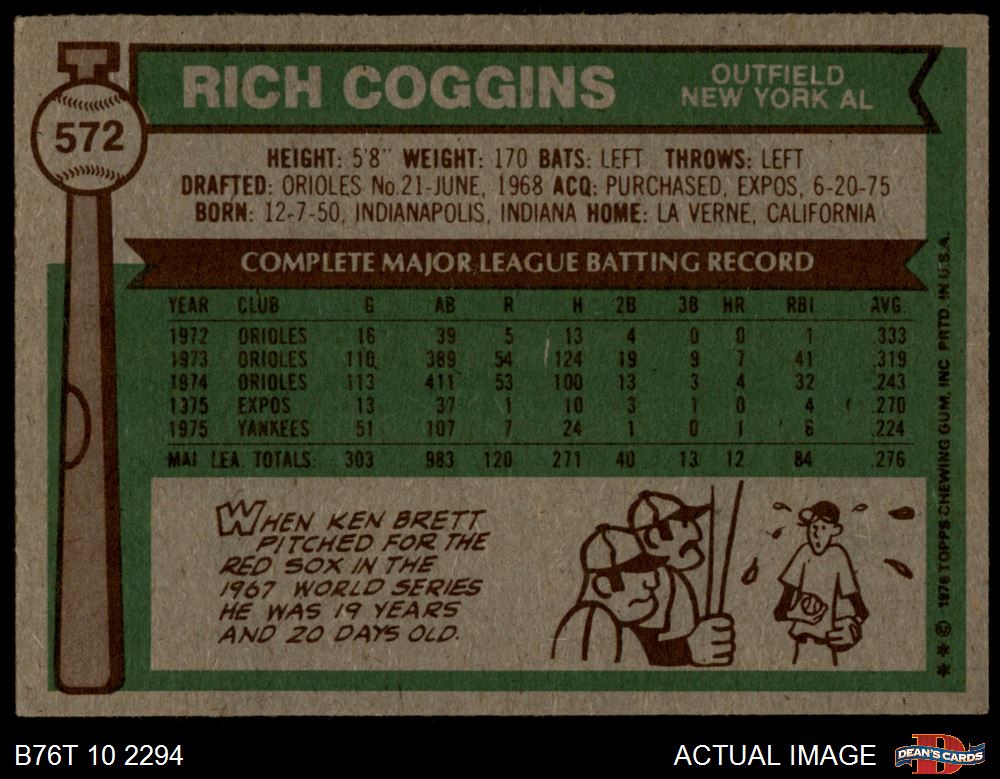 572
RICH COGGINS
OUTFIELD
NEW YORK AL
HEIGHT: 5'8" WEIGHT: 170 BATS: LEFT THROWS: LEFT
DRAFTED: ORIOLES No.21-JUNE, 1968 ACQ: PURCHASED, EXPOS, 6-20-75
BORN: 12-7-50, INDIANAPOLIS, INDIANA HOME: LA VERNE, CALIFORNIA
COMPLETE MAJOR LEAGUE BATTING RECORD
YEAR CLUB G AB R H 2B 3B HR RBI AVG.
1972 ORIOLES 16 39 5 13 4 0 0 1 .333
1973 ORIOLES 110 389 54 124 19 9 7 41 .319
1974 ORIOLES 113 411 53 100 13 3 4 32 .243
1975 EXPOS 13 37 1 10 3 1 0 4 .270
1975 YANKEES 51 107 7 24 1 0 1 6 .224
MAJ. LEA. TOTALS: 303 983 120 271 40 13 12 84 .276
WHEN KEN BRETT
PITCHED FOR THE
RED SOX IN THE
1967 WORLD SERIES
HE WAS 19 YEARS
AND 20 DAYS OLD.
** © 1976 TOPPS CHEWING GUM, INC. PRTD. IN U.S.A.
B76T 10 2294
ACTUAL IMAGE
DEAN'S CARDS